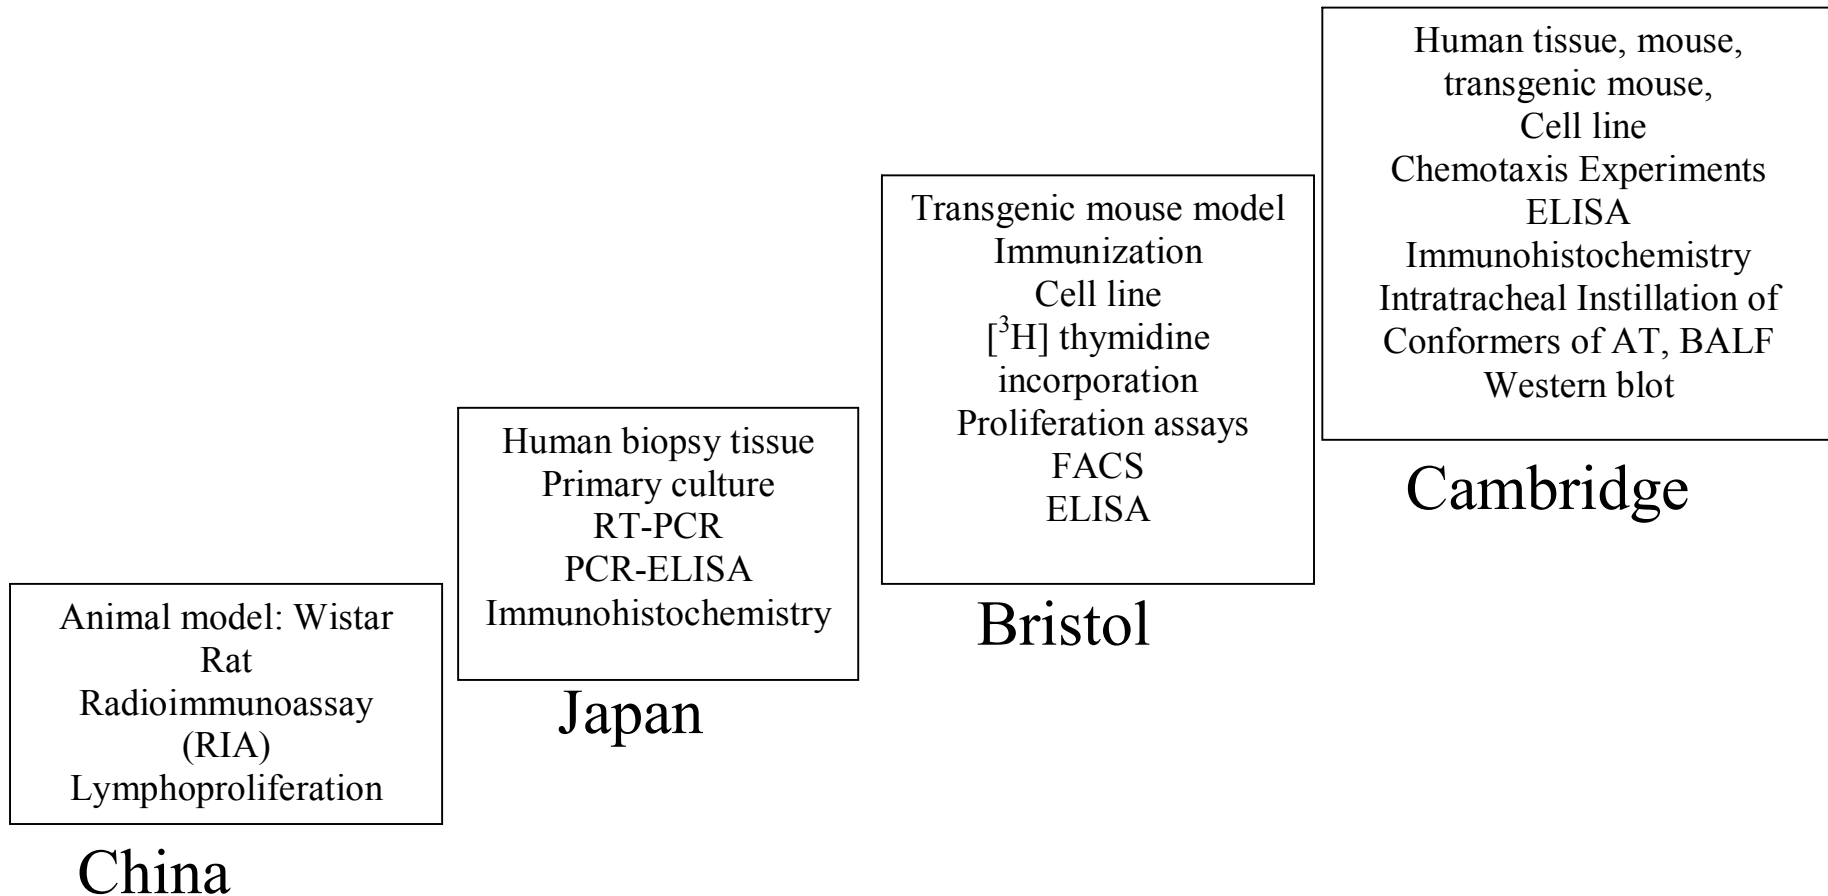 Human tissue, mouse,
transgenic mouse,
Cell line
Chemotaxis Experiments
ELISA
Immunohistochemistry
Intratracheal Instillation of
Conformers of AT, BALF
Western blot
Cambridge
Transgenic mouse model
Immunization
Cell line
[³H] thymidine
incorporation
Proliferation assays
FACS
ELISA
Bristol
Human biopsy tissue
Primary culture
RT-PCR
PCR-ELISA
Immunohistochemistry
Japan
Animal model: Wistar
Rat
Radioimmunoassay
(RIA)
Lymphoproliferation
China